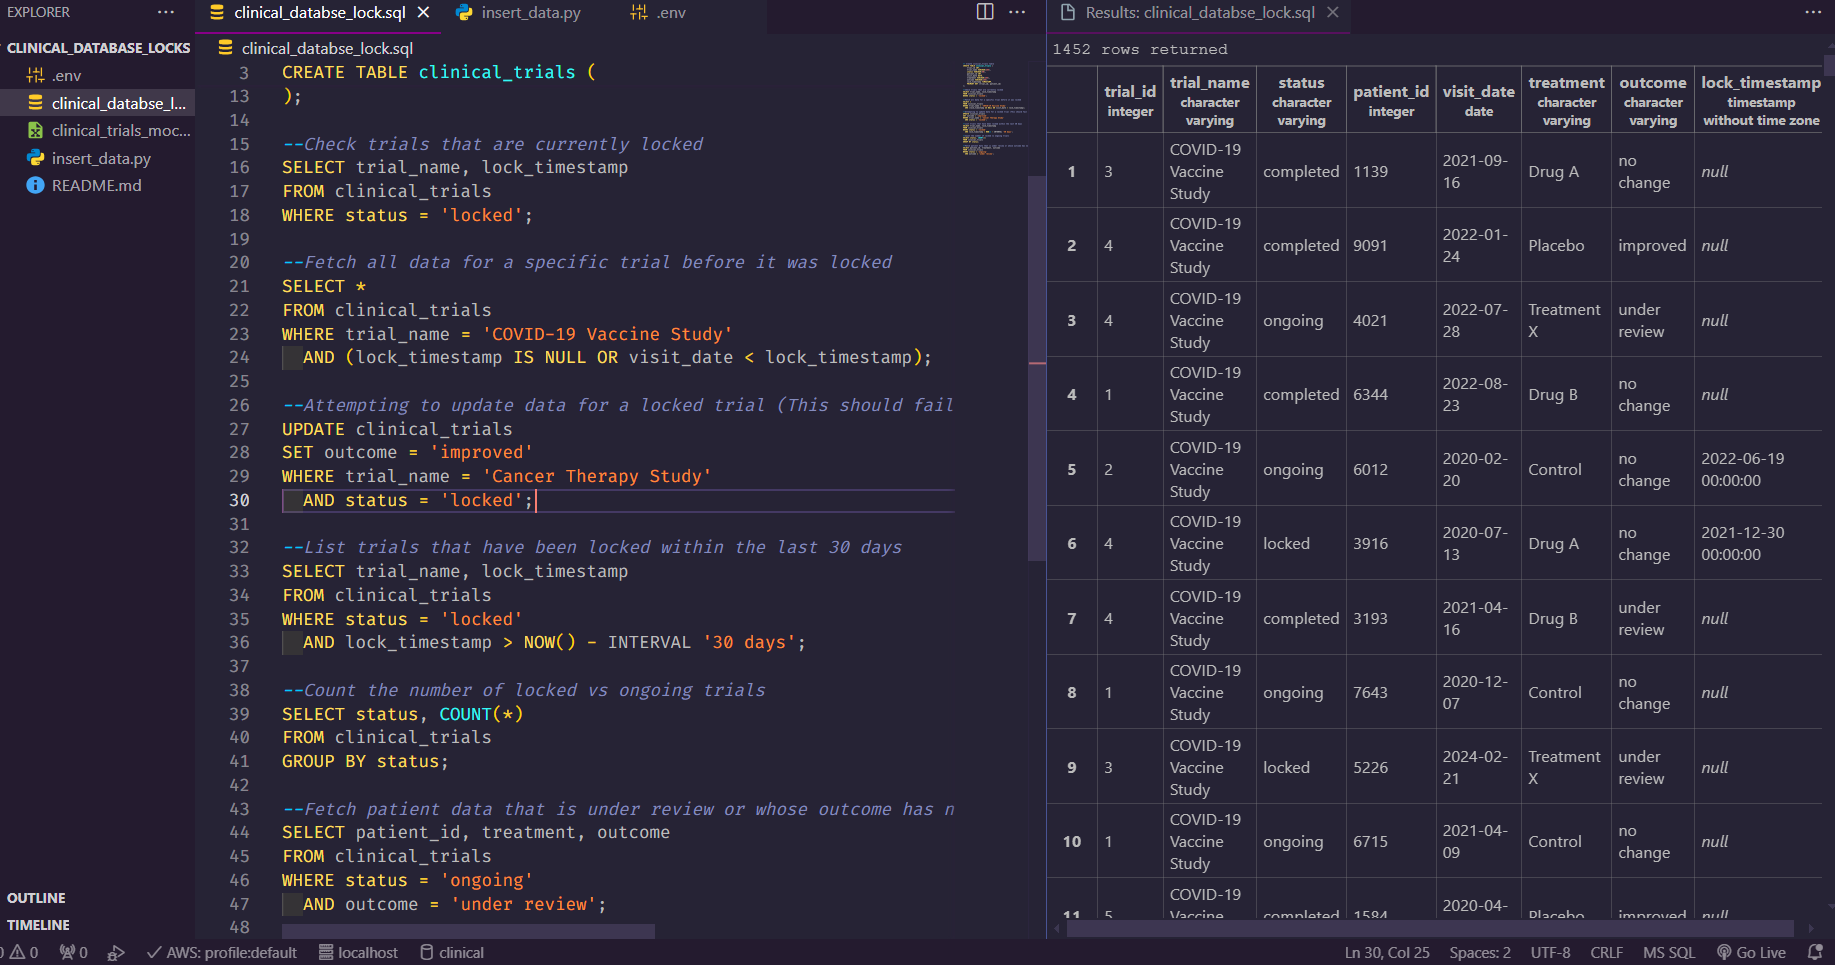 EXPLORER
CLINICAL_DATABASE_LOCKS
.env
clinical_databse_l...
clinical_trials_moc...
insert_data.py
README.md
OUTLINE
TIMELINE
clinical_databse_lock.sql
insert_data.py
.env
clinical_databse_lock.sql
3 CREATE TABLE clinical_trials (
13 );
14
15 --Check trials that are currently locked
16 SELECT trial_name, lock_timestamp
17 FROM clinical_trials
18 WHERE status = 'locked';
19
20 --Fetch all data for a specific trial before it was locked
21 SELECT *
22 FROM clinical_trials
23 WHERE trial_name = 'COVID-19 Vaccine Study'
24 AND (lock_timestamp IS NULL OR visit_date < lock_timestamp);
25
26 --Attempting to update data for a locked trial (This should fail
27 UPDATE clinical_trials
28 SET outcome = 'improved'
29 WHERE trial_name = 'Cancer Therapy Study'
30 AND status = 'locked';
31
32 --List trials that have been locked within the last 30 days
33 SELECT trial_name, lock_timestamp
34 FROM clinical_trials
35 WHERE status = 'locked'
36 AND lock_timestamp > NOW() - INTERVAL '30 days';
37
38 --Count the number of locked vs ongoing trials
39 SELECT status, COUNT(*)
40 FROM clinical_trials
41 GROUP BY status;
42
43 --Fetch patient data that is under review or whose outcome has n
44 SELECT patient_id, treatment, outcome
45 FROM clinical_trials
46 WHERE status = 'ongoing'
47 AND outcome = 'under review';
48
Results: clinical_databse_lock.sql
1452 rows returned
trial_id integer
trial_name character varying
status character varying
patient_id integer
visit_date date
treatment character varying
outcome character varying
lock_timestamp timestamp without time zone
1 3 COVID-19 Vaccine Study completed 1139 2021-09-16 Drug A no change null
2 4 COVID-19 Vaccine Study completed 9091 2022-01-24 Placebo improved null
3 4 COVID-19 Vaccine Study ongoing 4021 2022-07-28 Treatment X under review null
4 1 COVID-19 Vaccine Study completed 6344 2022-08-23 Drug B no change null
5 2 COVID-19 Vaccine Study ongoing 6012 2020-02-20 Control no change 2022-06-19 00:00:00
6 4 COVID-19 Vaccine Study locked 3916 2020-07-13 Drug A no change 2021-12-30 00:00:00
7 4 COVID-19 Vaccine Study completed 3193 2021-04-16 Drug B under review null
8 1 COVID-19 Vaccine Study ongoing 7643 2020-12-07 Control no change null
9 3 COVID-19 Vaccine Study locked 5226 2024-02-21 Treatment X under review null
10 1 COVID-19 Vaccine Study ongoing 6715 2021-04-09 Control no change null
11 5 COVID-19 Vaccine completed 1584 2020-04- Placebo improved null
0 0 0 AWS: profile:default localhost clinical
Ln 30, Col 25 Spaces: 2 UTF-8 CRLF MS SQL Go Live